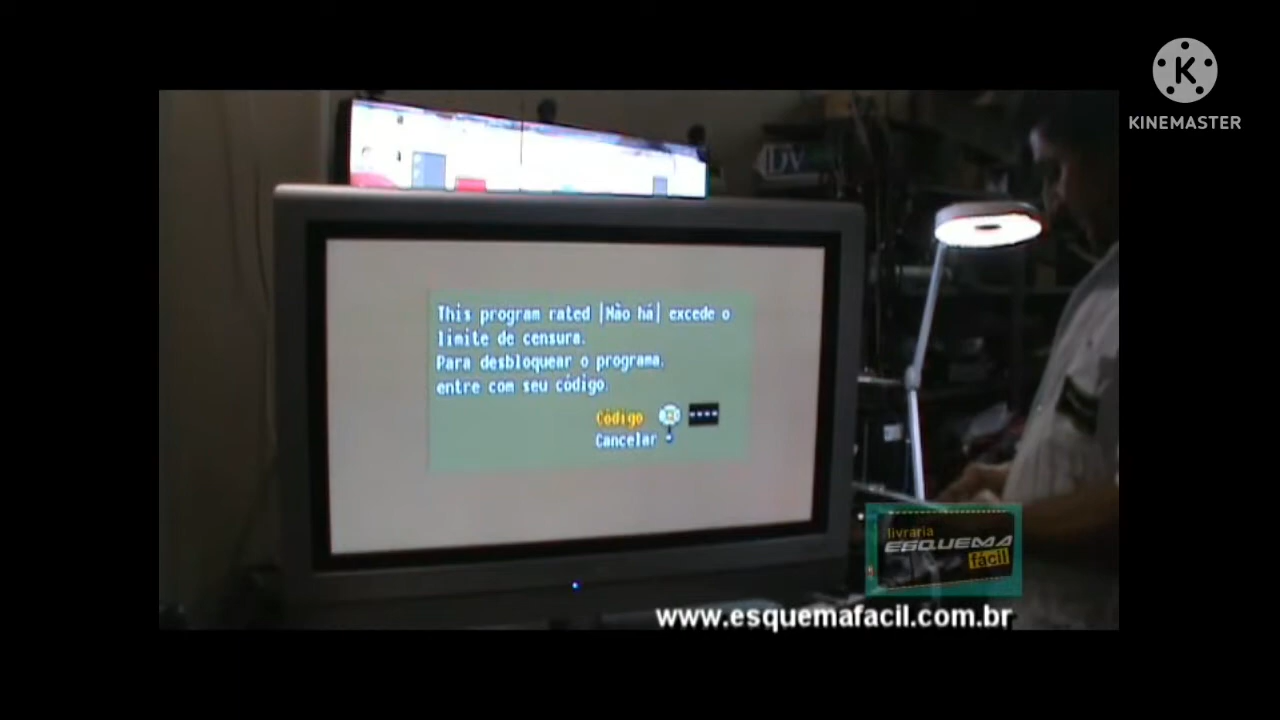 KINEMASTER
DV
This program rated |Não há| excede o
limite de censura.
Para desbloquear o programa,
entre com seu código.
Código ----
Cancelar
livraria
ESQUEMA
fácil
www.esquemafacil.com.br